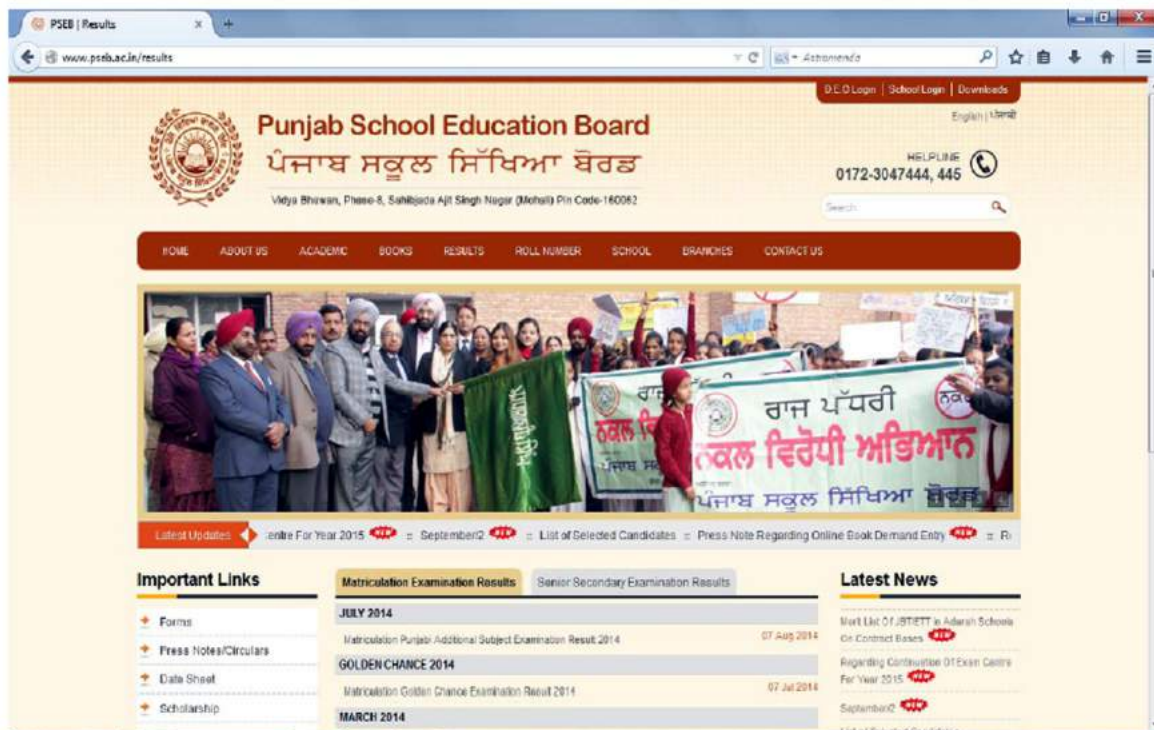 PSEB | Results
www.pseb.ac.in/results
Astromenda
D.E.O Login | School Login | Downloads
English | ਪੰਜਾਬੀ
Punjab School Education Board
ਪੰਜਾਬ ਸਕੂਲ ਸਿੱਖਿਆ ਬੋਰਡ
Vidya Bhawan, Phase-8, Sahibjada Ajit Singh Nagar (Mohali) Pin Code-160062
HELPLINE
0172-3047444, 445
Search
HOME ABOUT US ACADEMIC BOOKS RESULTS ROLL NUMBER SCHOOL BRANCHES CONTACT US
ਰਾਜ ਪੱਧਰੀ
ਨਕਲ ਵਿਰੋਧੀ ਅਭਿਆਨ
ਪੰਜਾਬ ਸਕੂਲ ਸਿੱਖਿਆ ਬੋਰਡ
Latest Updates entre For Year 2015 NEW :: September2 NEW :: List of Selected Candidates :: Press Note Regarding Online Book Demand Entry NEW ::
Important Links
Forms
Press Notes/Circulars
Date Sheet
Scholarship
Matriculation Examination Results Senior Secondary Examination Results
JULY 2014
Matriculation Punjabi Additional Subject Examination Result 2014 07 Aug 2014
GOLDEN CHANCE 2014
Matriculation Golden Chance Examination Result 2014 07 Jul 2014
MARCH 2014
Latest News
Merit List Of JBT/ETT in Adarsh Schools
On Contract Bases NEW
Regarding Continuation Of Exam Centre
For Year 2015 NEW
September2 NEW